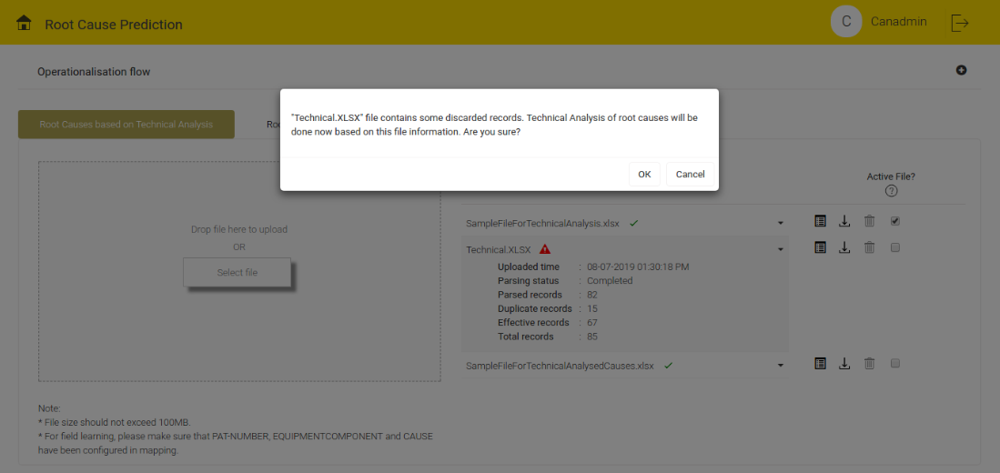 Root Cause Prediction
C Canadmin
Operationalisation flow
"Technical.XLSX" file contains some discarded records. Technical Analysis of root causes will be
done now based on this file information. Are you sure?
OK Cancel
Root Causes based on Technical Analysis
Active File?
?
Drop file here to upload
OR
Select file
SampleFileForTechnicalAnalysis.xlsx
Technical.XLSX
Uploaded time : 08-07-2019 01:30:18 PM
Parsing status : Completed
Parsed records : 82
Duplicate records : 15
Effective records : 67
Total records : 85
SampleFileForTechnicalAnalysedCauses.xlsx
Note:
* File size should not exceed 100MB.
* For field learning, please make sure that PAT-NUMBER, EQUIPMENTCOMPONENT and CAUSE
have been configured in mapping.